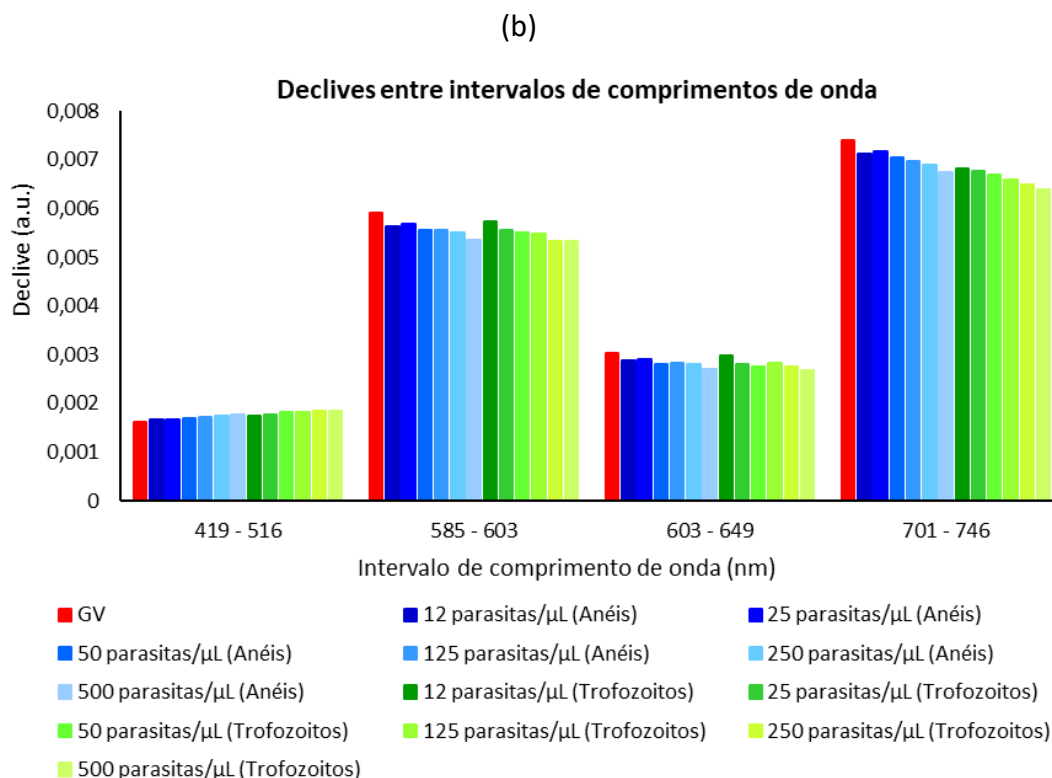 (b)
Declives entre intervalos de comprimentos de onda
0,008
0,007
0,006
0,005
0,004
0,003
0,002
0,001
0
Declive (a.u.)
419 - 516
585 - 603
603 - 649
701 - 746
Intervalo de comprimento de onda (nm)
GV
12 parasitas/µL (Anéis)
25 parasitas/µL (Anéis)
50 parasitas/µL (Anéis)
125 parasitas/µL (Anéis)
250 parasitas/µL (Anéis)
500 parasitas/µL (Anéis)
12 parasitas/µL (Trofozoitos)
25 parasitas/µL (Trofozoitos)
50 parasitas/µL (Trofozoitos)
125 parasitas/µL (Trofozoitos)
250 parasitas/µL (Trofozoitos)
500 parasitas/µL (Trofozoitos)